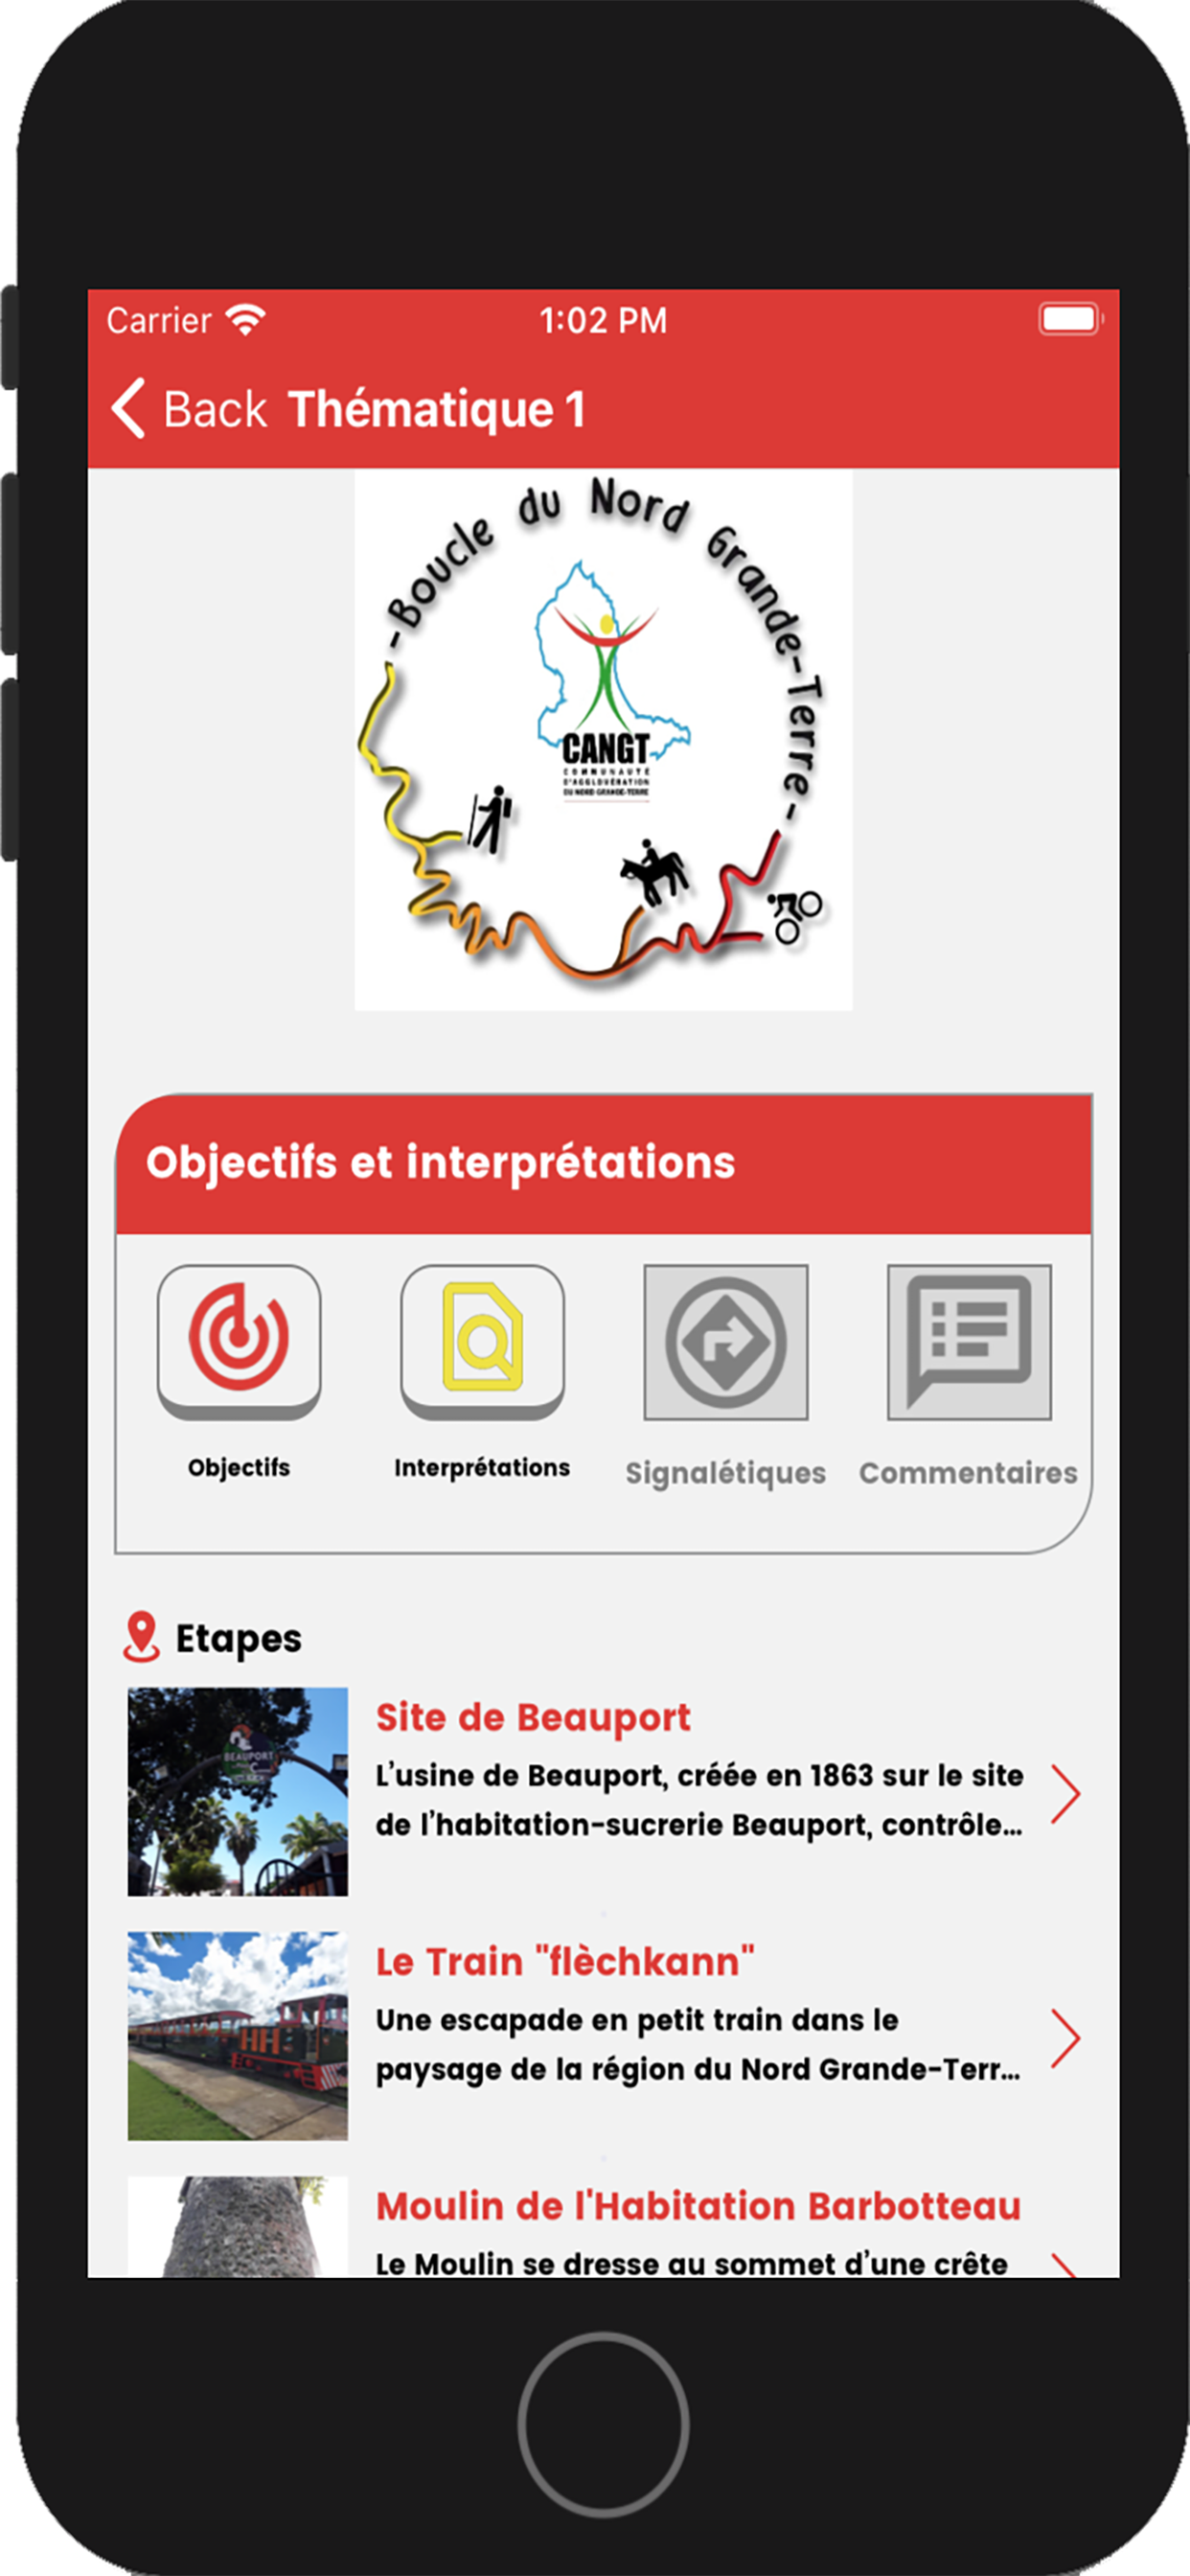 Carrier
1:02 PM
Back Thématique 1
-Boucle du Nord Grande-Terre-
CANGT
COMMUNAUTÉ
D'AGGLOMÉRATION
DU NORD GRANDE-TERRE
Objectifs et interprétations
Objectifs
Interprétations
Signalétiques
Commentaires
Etapes
BEAUPORT
Site de Beauport
L'usine de Beauport, créée en 1863 sur le site
de l'habitation-sucrerie Beauport, contrôle...
HH
Le Train "flèchkann"
Une escapade en petit train dans le
paysage de la région du Nord Grande-Terr...
Moulin de l'Habitation Barbotteau
Le Moulin se dresse au sommet d'une crête